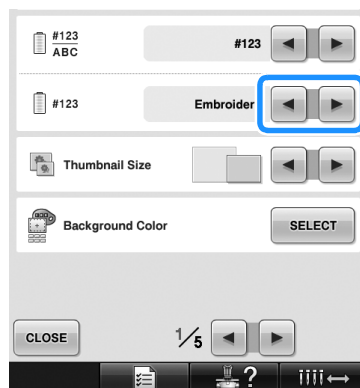 #123
ABC
#123
#123
Embroider
Thumbnail Size
Background Color
SELECT
CLOSE
1/5
?